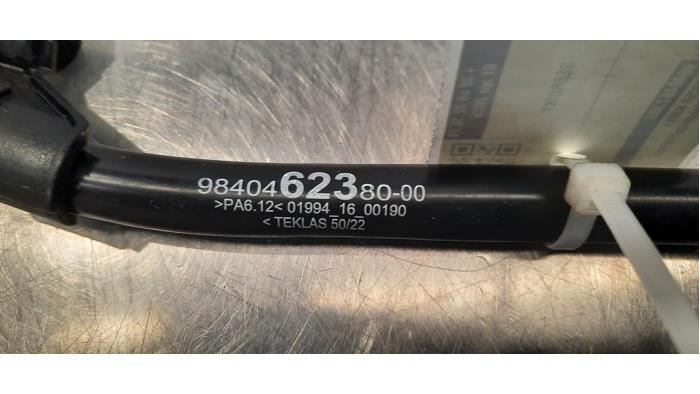 9840462380-00
>PA6.12< 01994_16_00190
< TEKLAS 50/22